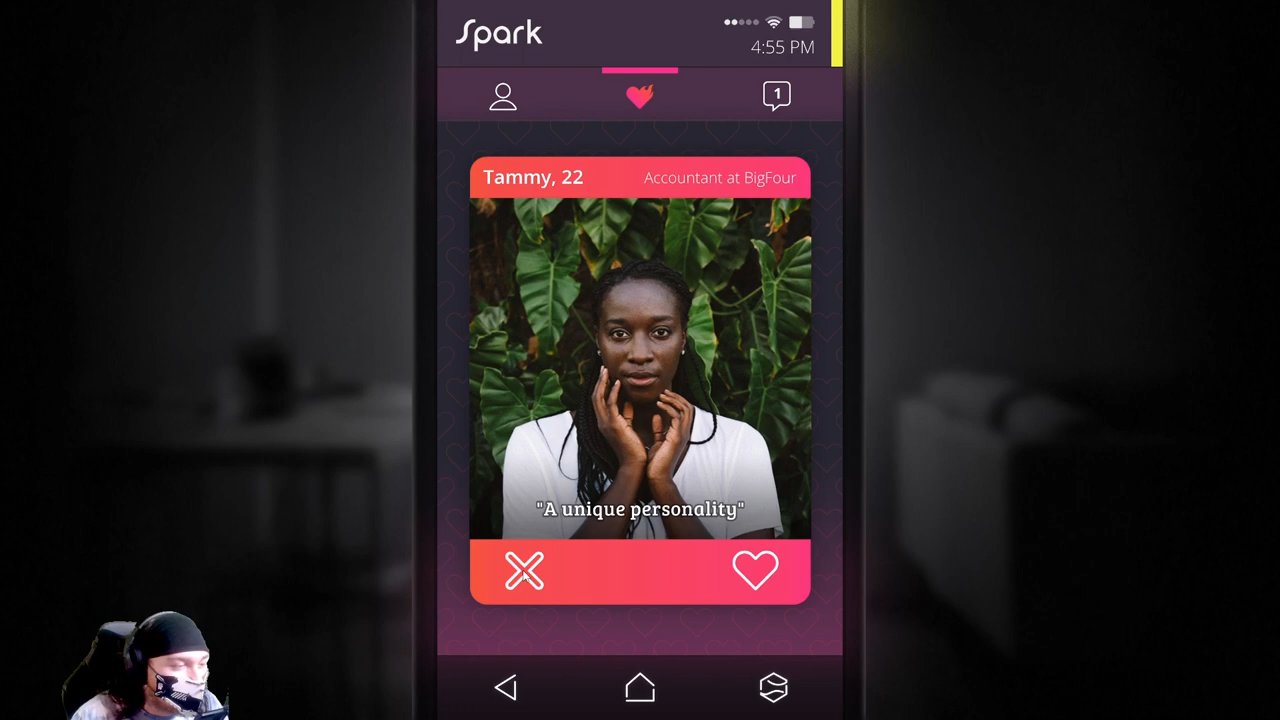 Spark
4:55 PM
1
Tammy, 22
Accountant at BigFour
"A unique personality"